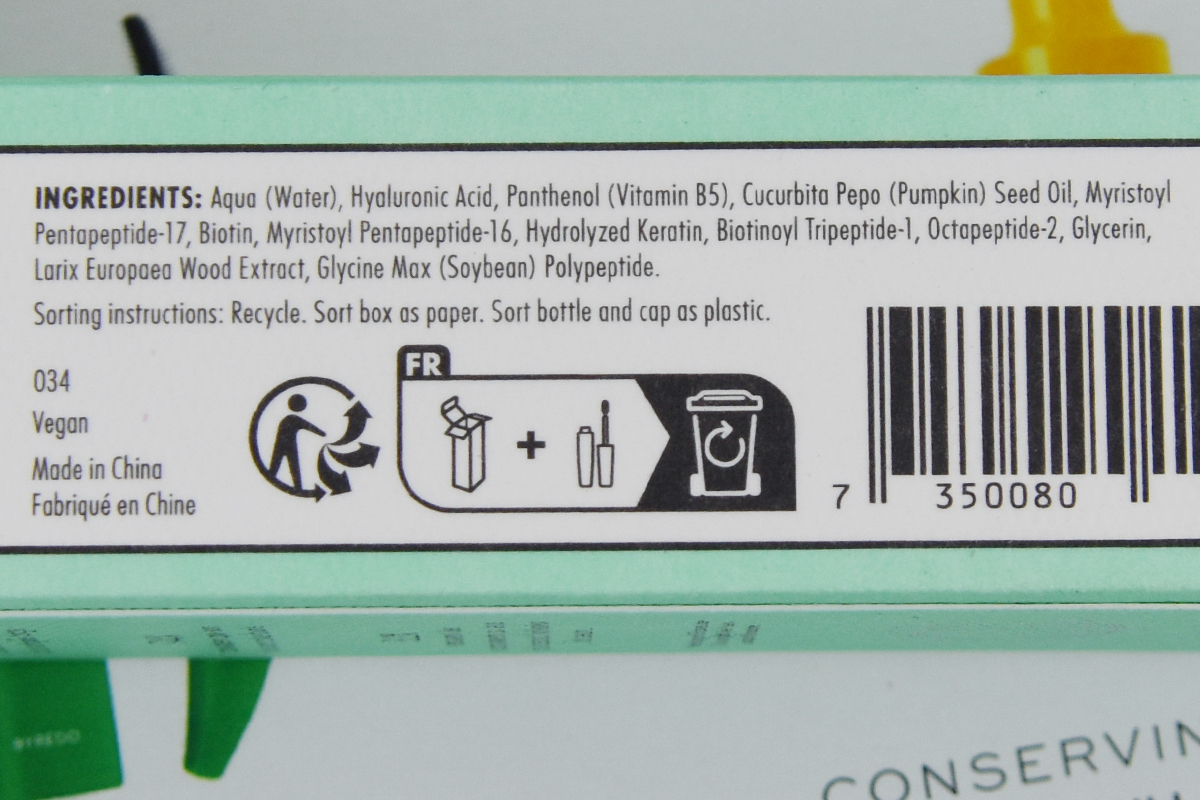 INGREDIENTS: Aqua (Water), Hyaluronic Acid, Panthenol (Vitamin B5), Cucurbita Pepo (Pumpkin) Seed Oil, Myristoyl
Pentapeptide-17, Biotin, Myristoyl Pentapeptide-16, Hydrolyzed Keratin, Biotinoyl Tripeptide-1, Octapeptide-2, Glycerin,
Larix Europaea Wood Extract, Glycine Max (Soybean) Polypeptide.
Sorting instructions: Recycle. Sort box as paper. Sort bottle and cap as plastic.
FR
034
Vegan
Made in China
Fabriqué en Chine
7 350080
BYREDO
CONSERVIN